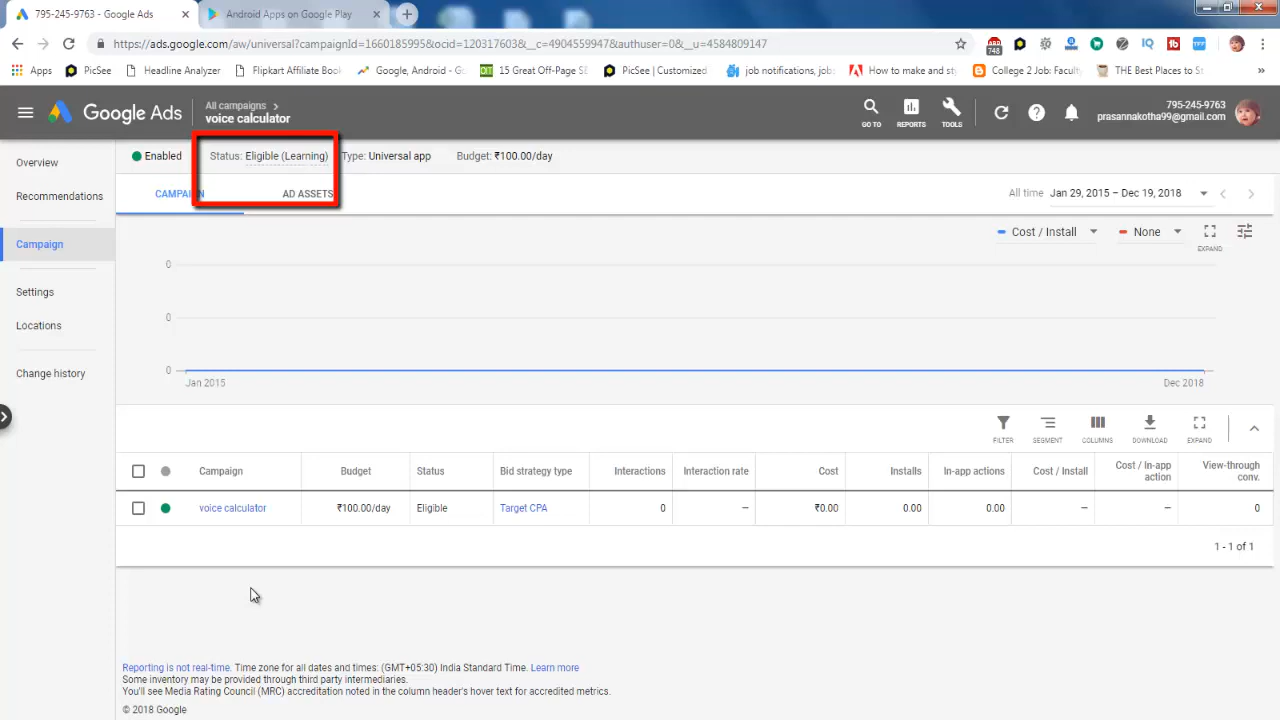 795-245-9763 - Google Ads
Android Apps on Google Play
https://ads.google.com/aw/universal?campaignId=1660185995&ocid=120317603&__c=4904559947&authuser=0&__u=4584809147
748
Apps
PicSee
Headline Analyzer
Flipkart Affiliate Book
Google, Android - G
15 Great Off-Page S
PicSee | Customized
job notifications, job
How to make and st
College 2 Job: Facult
THE Best Places to S
»
Google Ads
All campaigns
voice calculator
GO TO
REPORTS
TOOLS
795-245-9763
prasannakotha99@gmail.com
Overview
Recommendations
Campaign
Settings
Locations
Change history
Enabled
Status: Eligible (Learning)
Type: Universal app
Budget: ₹100.00/day
CAMPAIGN
AD ASSETS
All time
Jan 29, 2015 – Dec 19, 2018
Cost / Install
None
EXPAND
0
0
0
Jan 2015
Dec 2018
FILTER
SEGMENT
COLUMNS
DOWNLOAD
EXPAND
Campaign
Budget
Status
Bid strategy type
Interactions
Interaction rate
Cost
Installs
In-app actions
Cost / Install
Cost / In-app
action
View-through
conv.
voice calculator
₹100.00/day
Eligible
Target CPA
0
–
₹0.00
0.00
0.00
–
–
0
1 - 1 of 1
Reporting is not real-time. Time zone for all dates and times: (GMT+05:30) India Standard Time. Learn more
Some inventory may be provided through third party intermediaries.
You'll see Media Rating Council (MRC) accreditation noted in the column header's hover text for accredited metrics.
© 2018 Google